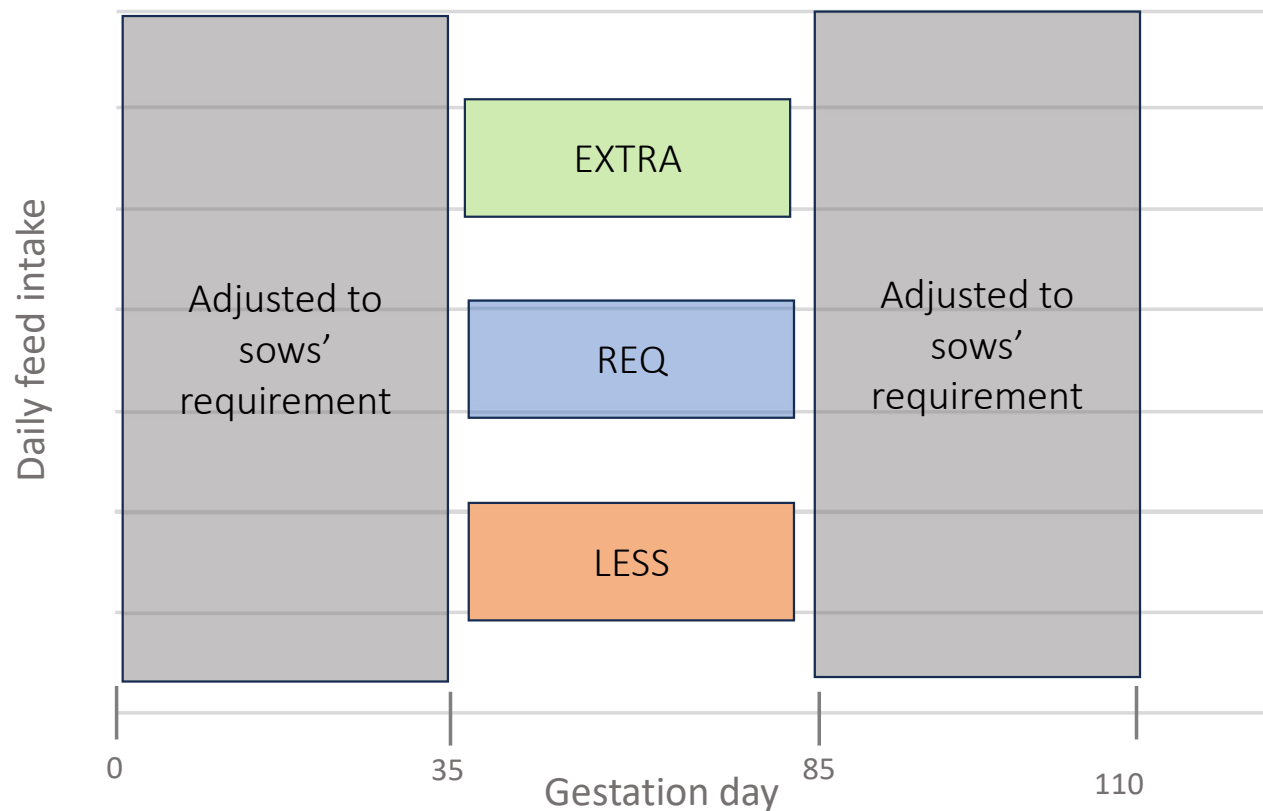 Daily feed intake
Adjusted to
sows’
requirement
EXTRA
REQ
LESS
Adjusted to
sows’
requirement
0
35
85
110
Gestation day